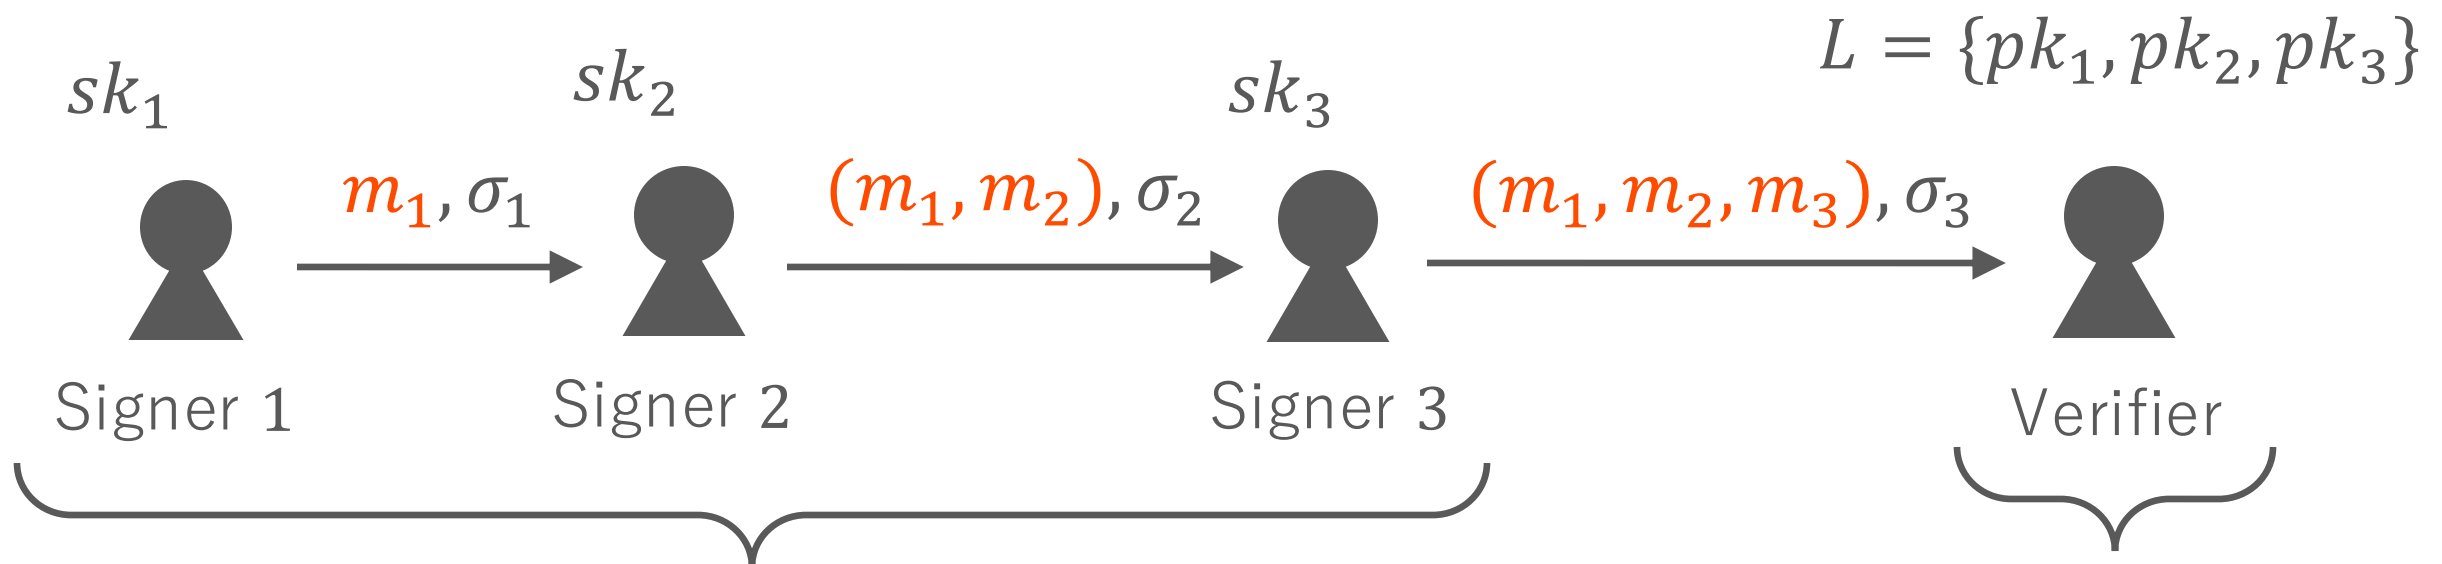 L = {pk₁, pk₂, pk₃}
sk₁ sk₂ sk₃
m₁, σ₁ (m₁, m₂), σ₂ (m₁, m₂, m₃), σ₃
Signer 1 Signer 2 Signer 3 Verifier